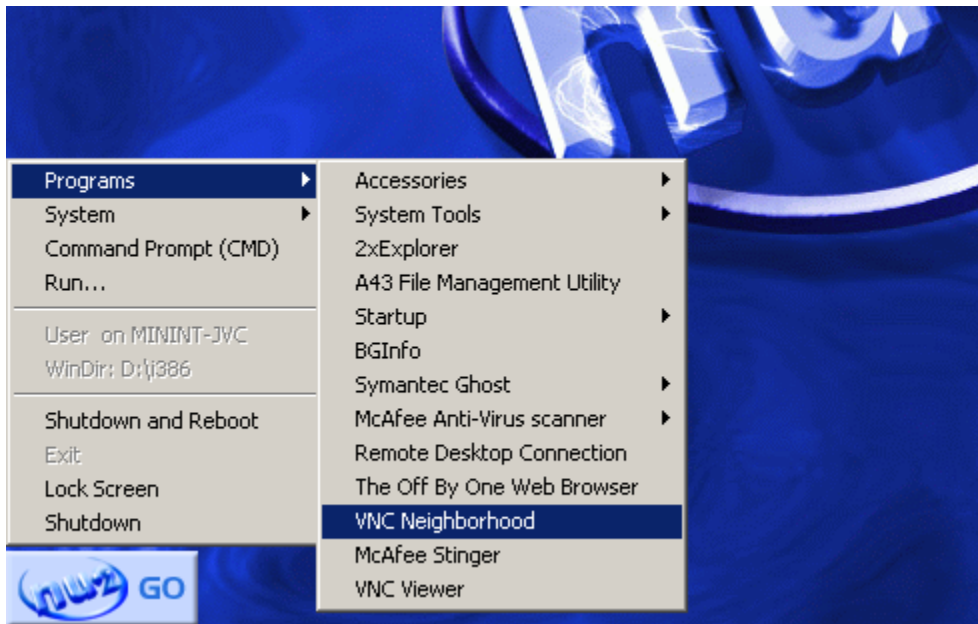 Programs
System
Command Prompt (CMD)
Run...
User on MININT-JVC
WinDir: D:\i386
Shutdown and Reboot
Exit
Lock Screen
Shutdown
Accessories
System Tools
2xExplorer
A43 File Management Utility
Startup
BGInfo
Symantec Ghost
McAfee Anti-Virus scanner
Remote Desktop Connection
The Off By One Web Browser
VNC Neighborhood
McAfee Stinger
VNC Viewer
nu2 GO